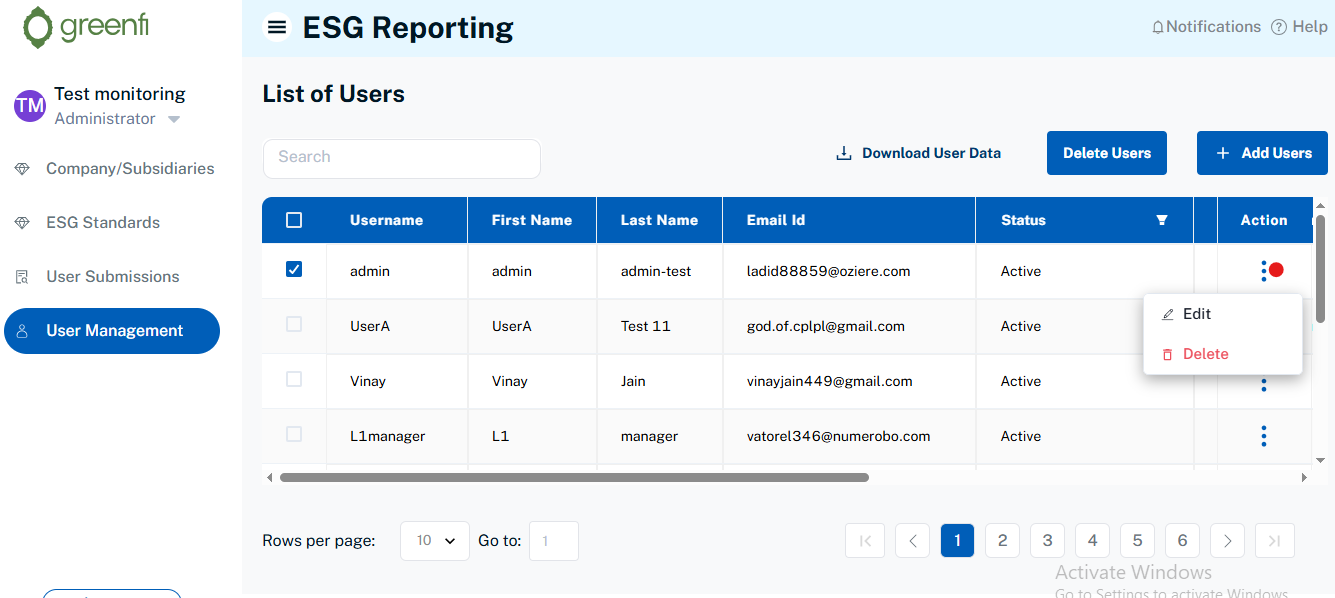 greenfi
ESG Reporting
Notifications
Help
TM
Test monitoring
Administrator
Company/Subsidiaries
ESG Standards
User Submissions
User Management
List of Users
Search
Download User Data
Delete Users
+ Add Users
Username First Name Last Name Email Id Status Action
admin admin admin-test ladid88859@oziere.com Active
UserA UserA Test 11 god.of.cplpl@gmail.com Active
Vinay Vinay Jain vinayjain449@gmail.com Active
L1manager L1 manager vatorel346@numerobo.com Active
Edit
Delete
Rows per page: 10 Go to: 1
1 2 3 4 5 6
Activate Windows
Go to Settings to activate Windows